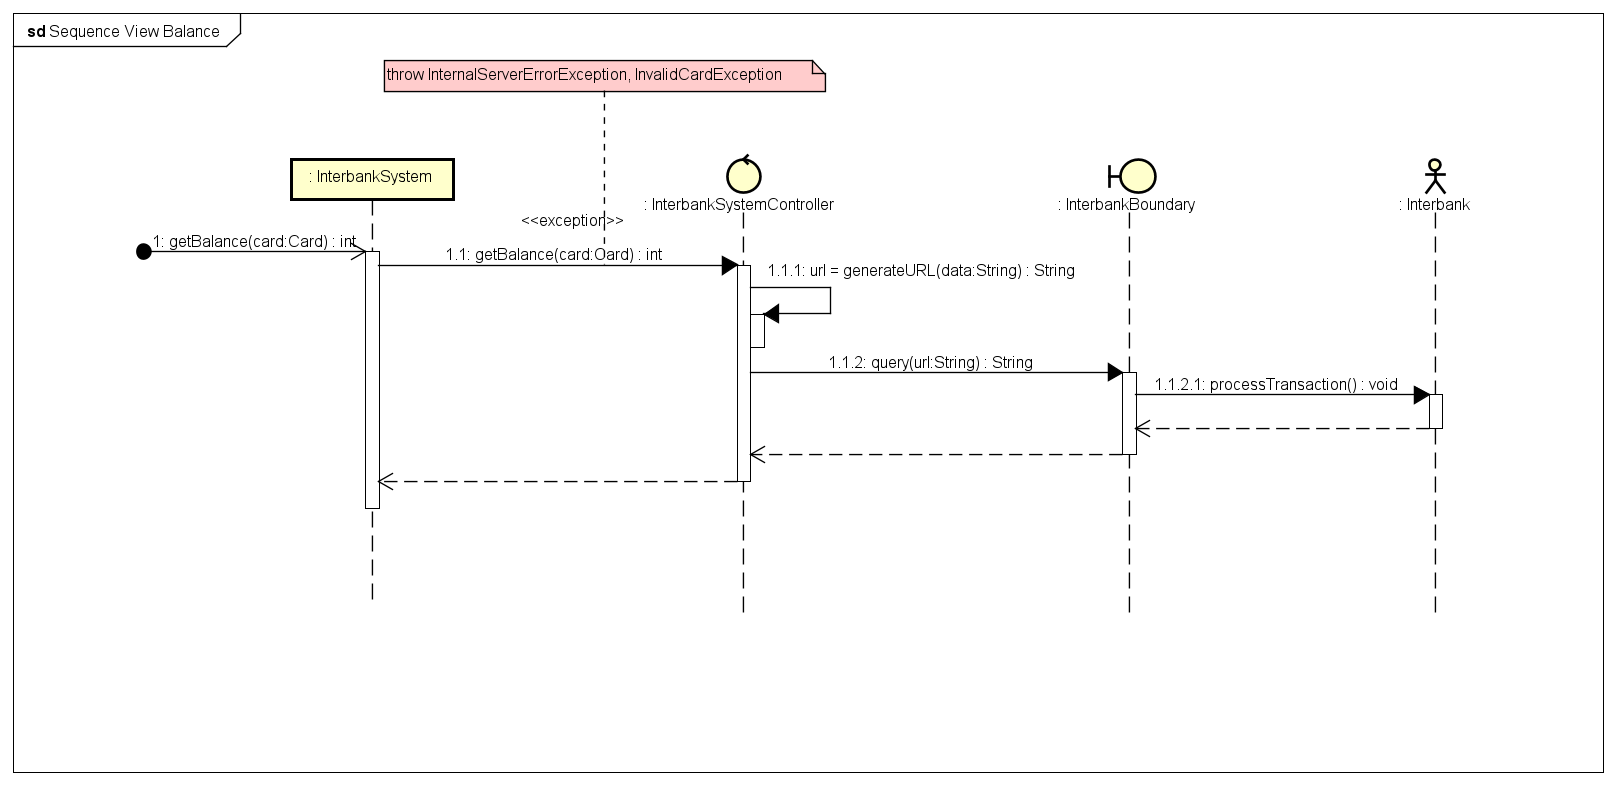 sd Sequence View Balance
throw InternalServerErrorException, InvalidCardException
: InterbankSystem
: InterbankSystemController
: InterbankBoundary
: Interbank
<<exception>>
1: getBalance(card:Card) : int
1.1: getBalance(card:Card) : int
1.1.1: url = generateURL(data:String) : String
1.1.2: query(url:String) : String
1.1.2.1: processTransaction() : void